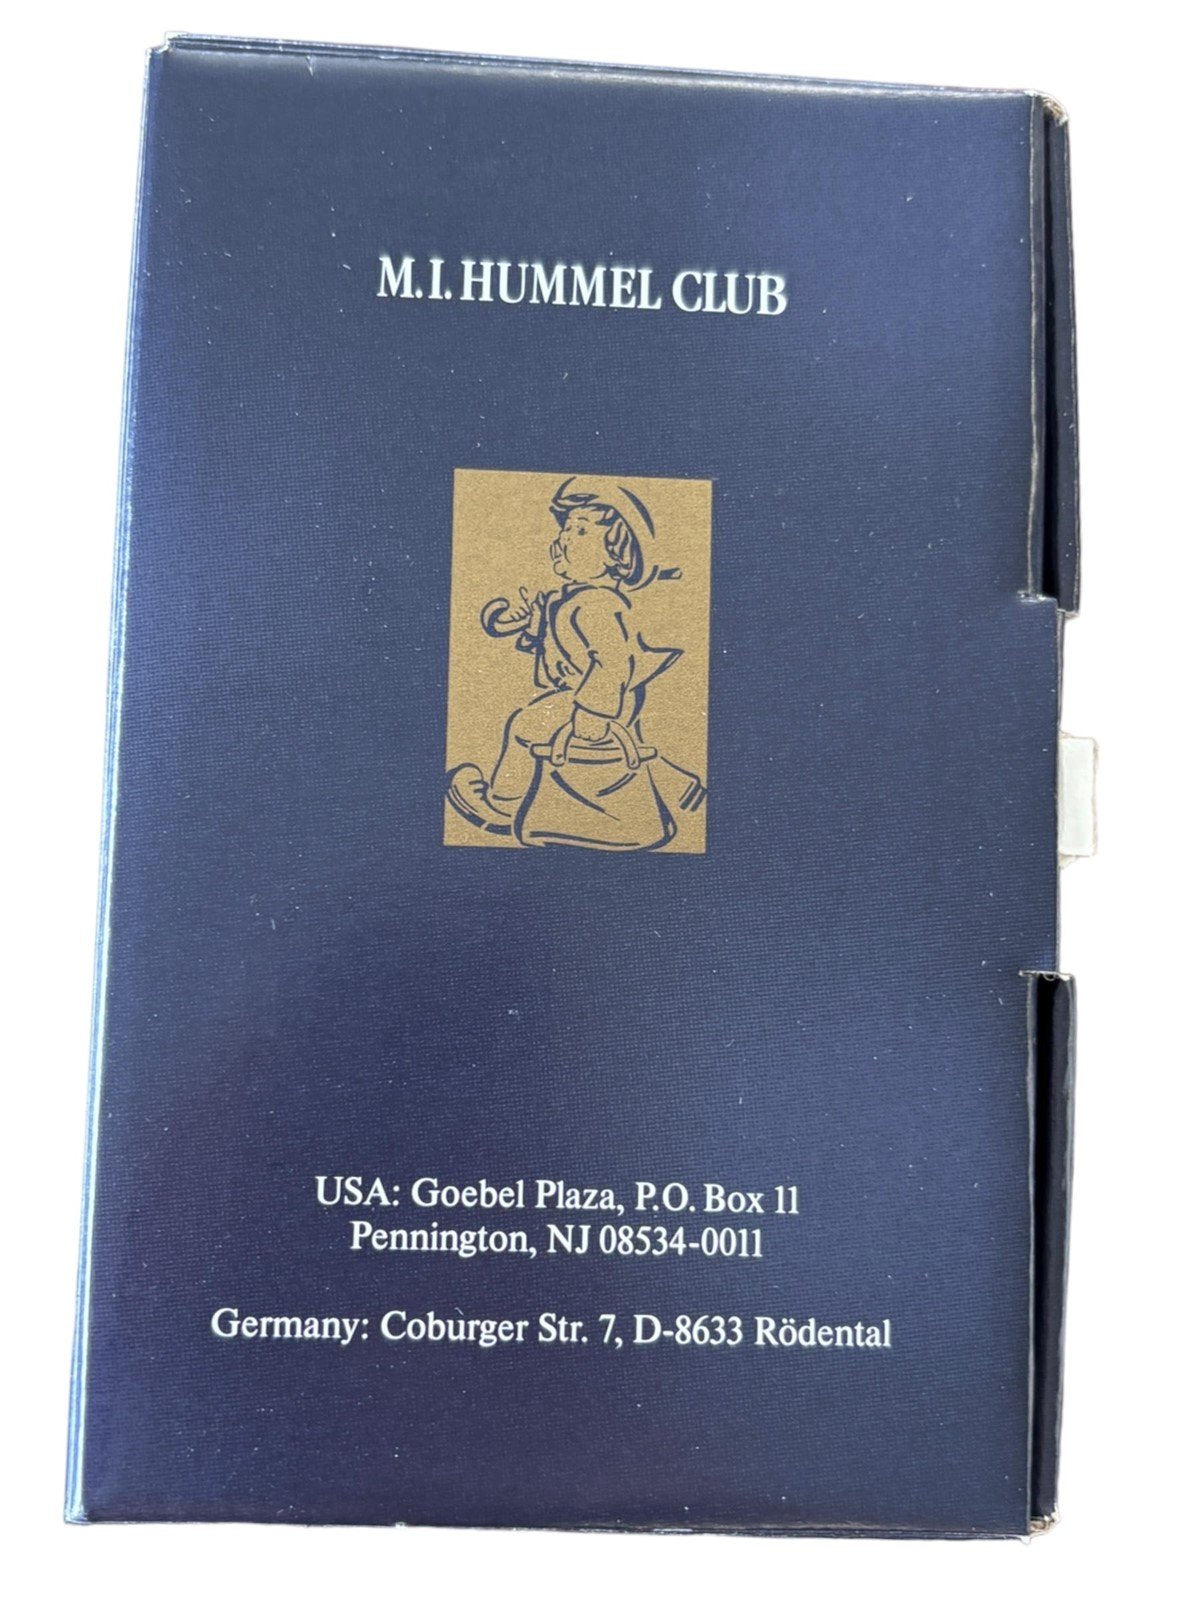 M.I. HUMMEL CLUB
USA: Goebel Plaza, P.O. Box 11
Pennington, NJ 08534-0011
Germany: Coburger Str. 7, D-8633 Rödental